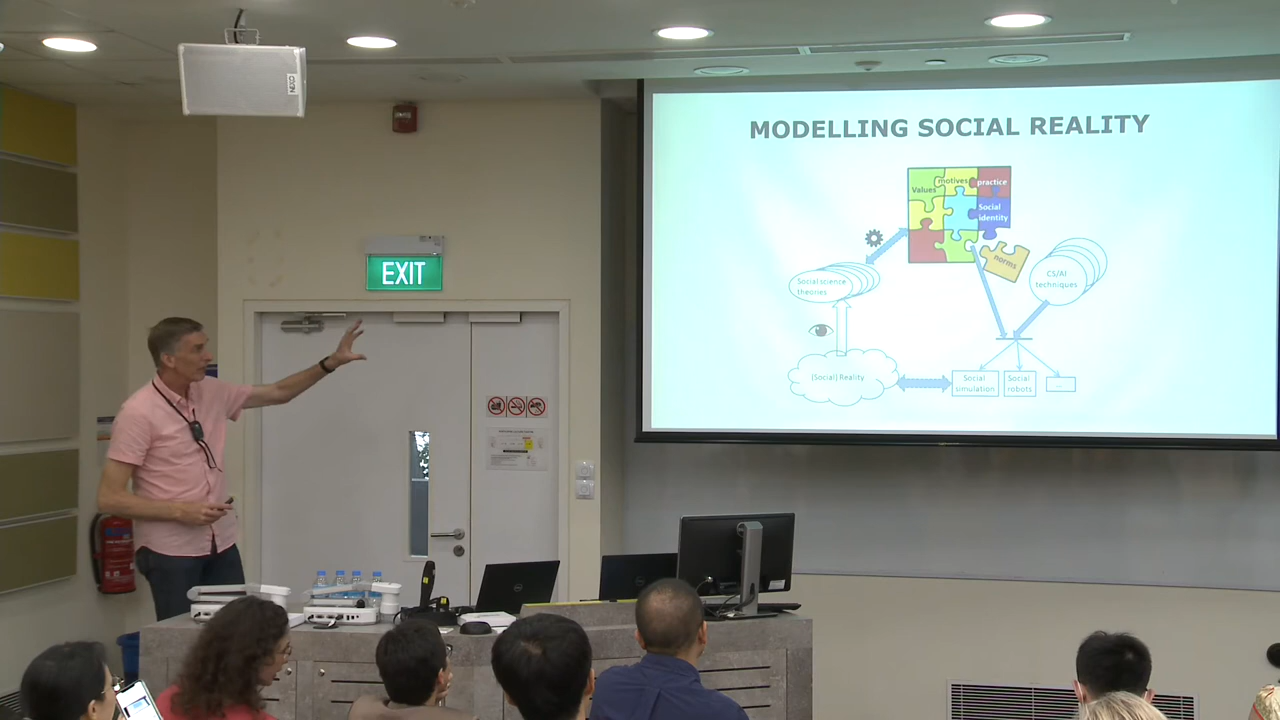 MODELLING SOCIAL REALITY
Values
motives
practice
Social
Identity
norms
Social science
theories
CS/AI
techniques
(Social) Reality
Social
simulation
Social
robots
...
EXIT